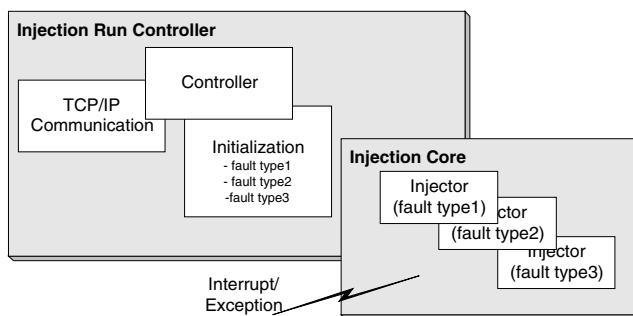 Injection Run Controller
Controller
TCP/IP
Communication
Initialization
- fault type1
- fault type2
-fault type3
Injection Core
Injector
(fault type1)
ctor
(fault type2)
Injector
(fault type3)
Interrupt/
Exception